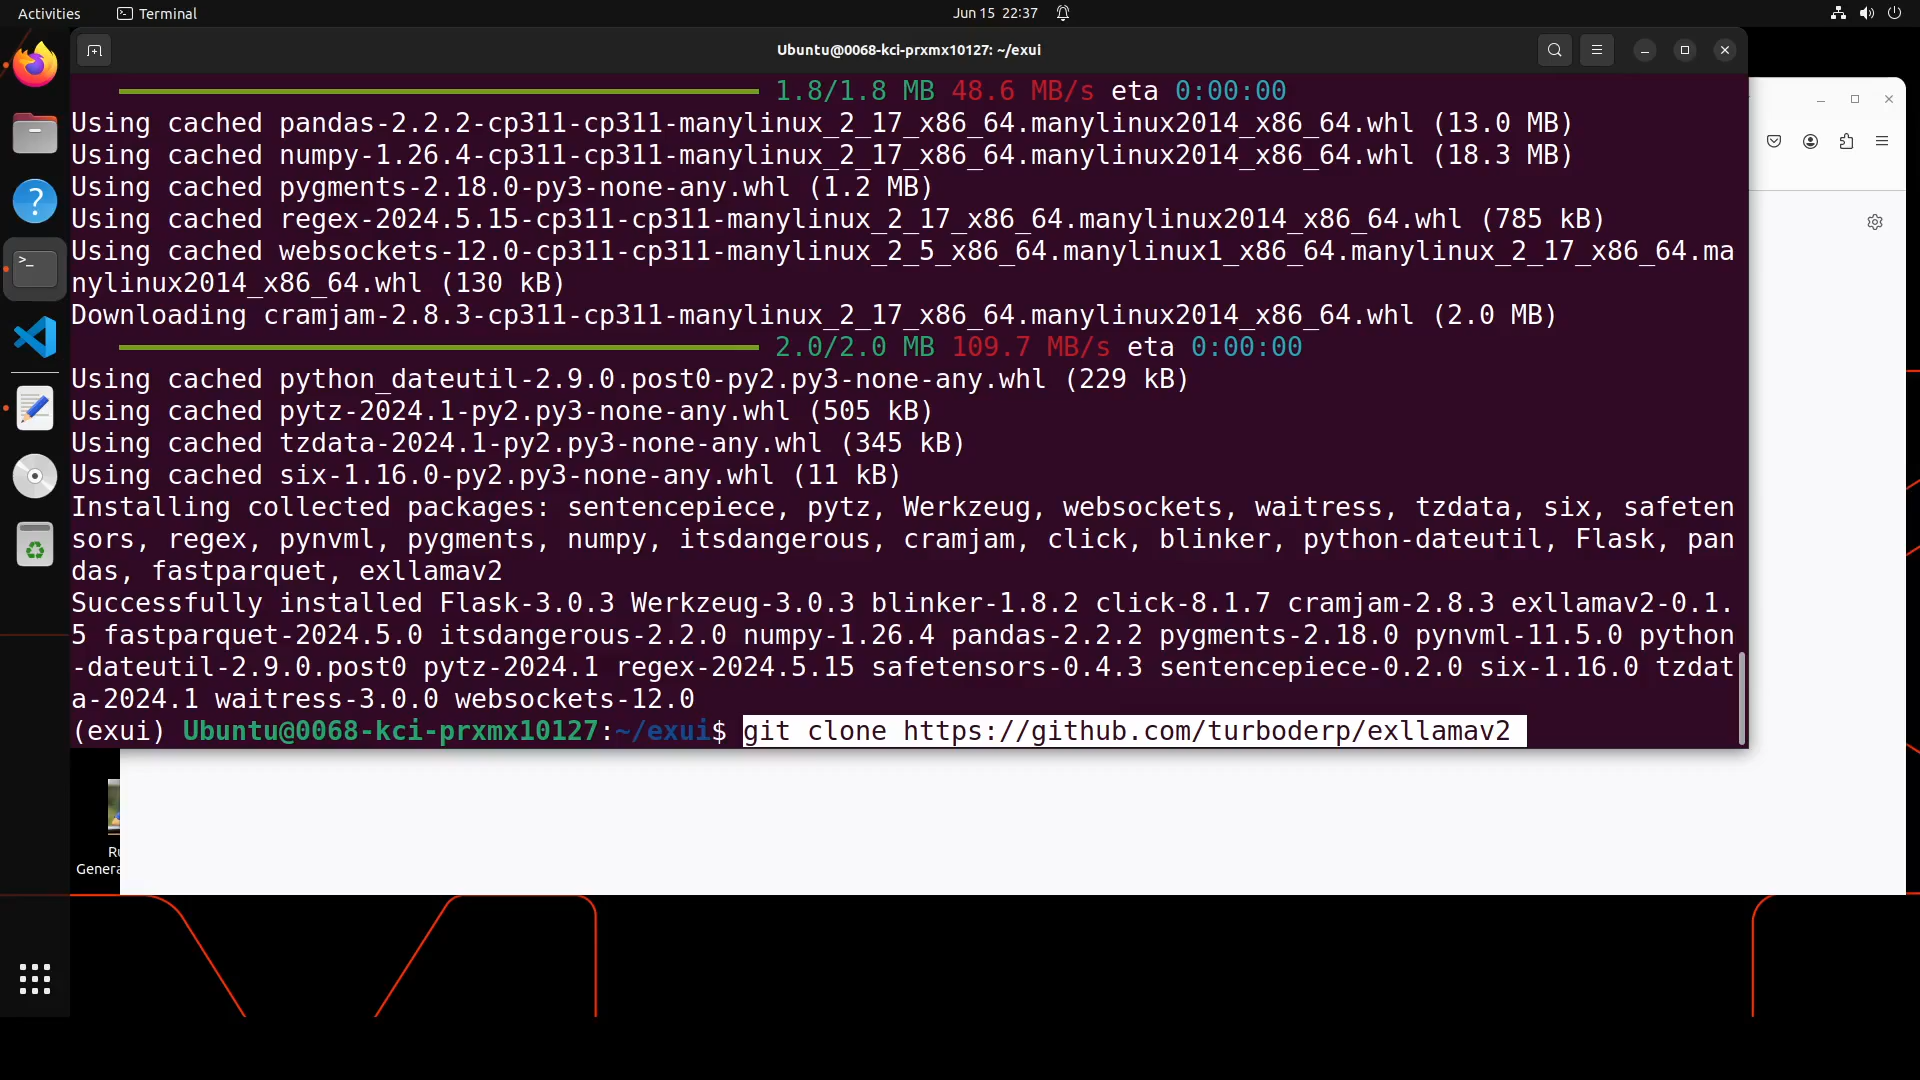 Activities
Terminal
Jun 15 22:37
Ubuntu@0068-kci-prxmx10127: ~/exui
1.8/1.8 MB 48.6 MB/s eta 0:00:00
Using cached pandas-2.2.2-cp311-cp311-manylinux_2_17_x86_64.manylinux2014_x86_64.whl (13.0 MB)
Using cached numpy-1.26.4-cp311-cp311-manylinux_2_17_x86_64.manylinux2014_x86_64.whl (18.3 MB)
Using cached pygments-2.18.0-py3-none-any.whl (1.2 MB)
Using cached regex-2024.5.15-cp311-cp311-manylinux_2_17_x86_64.manylinux2014_x86_64.whl (785 kB)
Using cached websockets-12.0-cp311-cp311-manylinux_2_5_x86_64.manylinux1_x86_64.manylinux_2_17_x86_64.ma
nylinux2014_x86_64.whl (130 kB)
Downloading cramjam-2.8.3-cp311-cp311-manylinux_2_17_x86_64.manylinux2014_x86_64.whl (2.0 MB)
2.0/2.0 MB 109.7 MB/s eta 0:00:00
Using cached python_dateutil-2.9.0.post0-py2.py3-none-any.whl (229 kB)
Using cached pytz-2024.1-py2.py3-none-any.whl (505 kB)
Using cached tzdata-2024.1-py2.py3-none-any.whl (345 kB)
Using cached six-1.16.0-py2.py3-none-any.whl (11 kB)
Installing collected packages: sentencepiece, pytz, Werkzeug, websockets, waitress, tzdata, six, safeten
sors, regex, pynvml, pygments, numpy, itsdangerous, cramjam, click, blinker, python-dateutil, Flask, pan
das, fastparquet, exllamav2
Successfully installed Flask-3.0.3 Werkzeug-3.0.3 blinker-1.8.2 click-8.1.7 cramjam-2.8.3 exllamav2-0.1.
5 fastparquet-2024.5.0 itsdangerous-2.2.0 numpy-1.26.4 pandas-2.2.2 pygments-2.18.0 pynvml-11.5.0 python
-dateutil-2.9.0.post0 pytz-2024.1 regex-2024.5.15 safetensors-0.4.3 sentencepiece-0.2.0 six-1.16.0 tzdat
a-2024.1 waitress-3.0.0 websockets-12.0
(exui) Ubuntu@0068-kci-prxmx10127:~/exui$ git clone https://github.com/turboderp/exllamav2